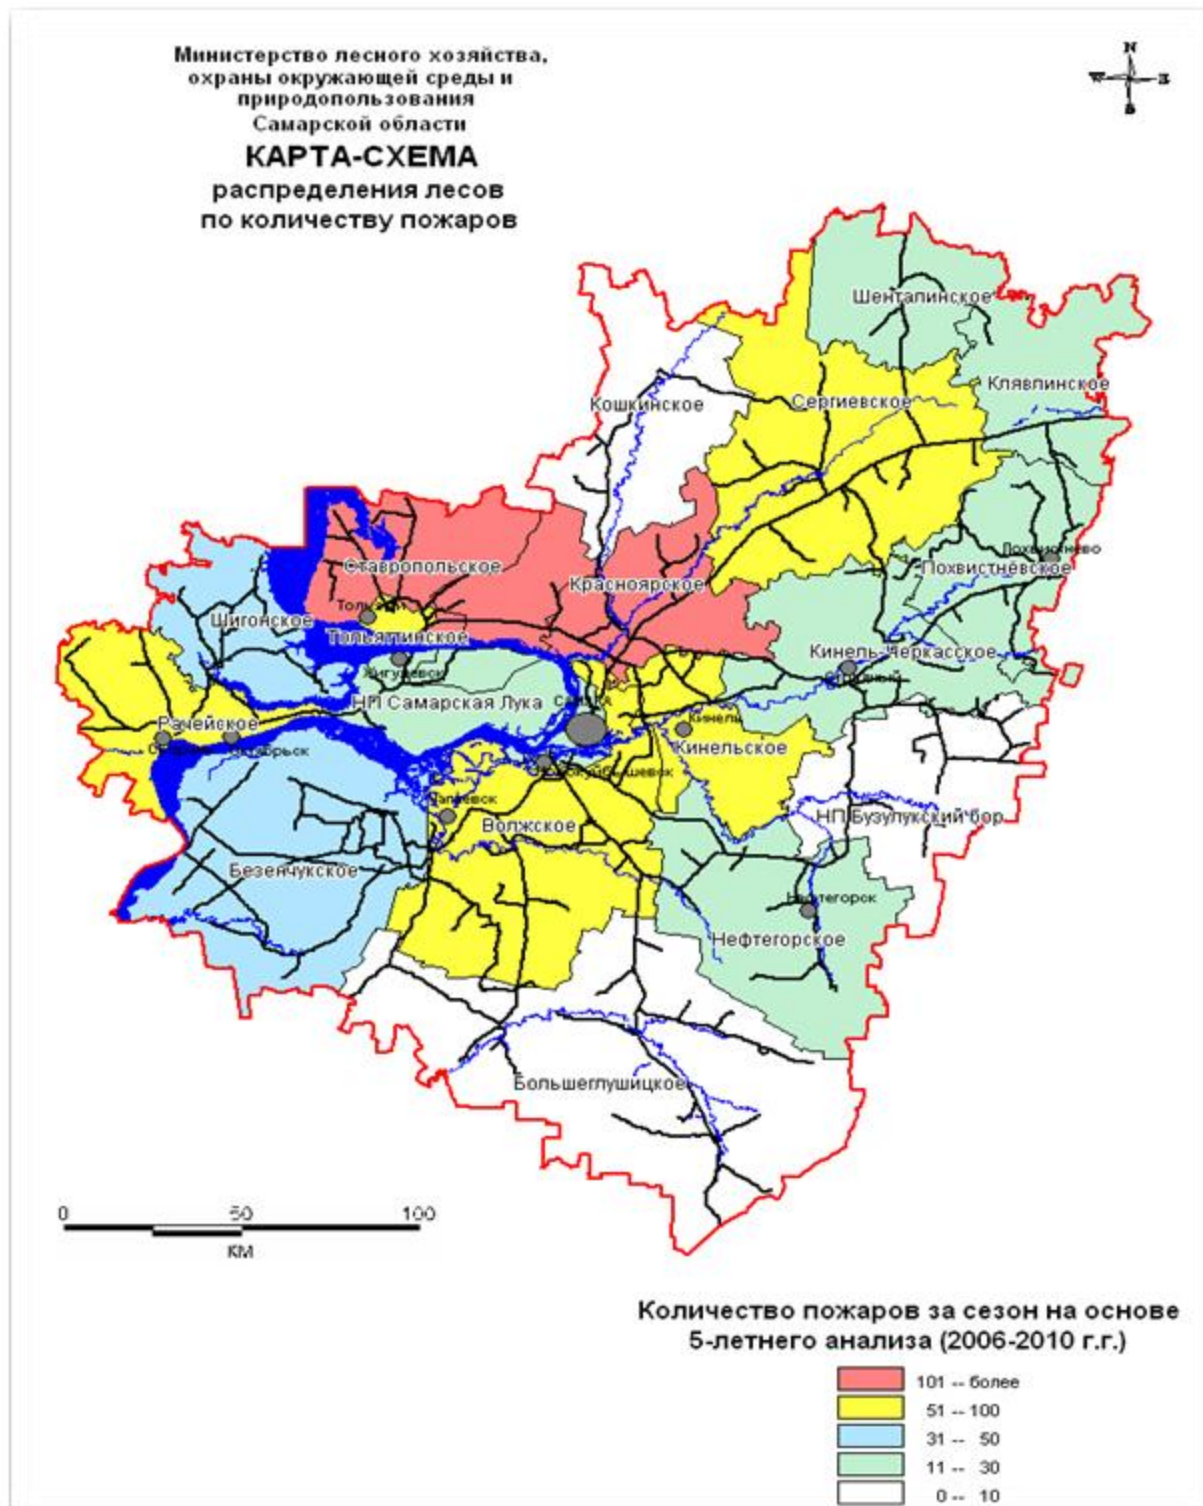 Министерство лесного хозяйства,
охраны окружающей среды и
природопользования
Самарской области
КАРТА-СХЕМА
распределения лесов
по количеству пожаров
N
Шенталинское
Клявлинское
Кошкинское
Сергиевское
Ставропольское
Красноярское
Похвистнево
Похвистневское
Шигонское
Тольяттинское
Кинель-Черкасское
Жигулевск
НП Самарская Лука
Рачейское
Октябрьск
Кинель
Кинельское
Новокуйбышевск
Чапаевск
Волжское
НП Бузулукский бор
Безенчукское
Нефтегорск
Нефтегорское
Большеглушицкое
0 50 100
км
Количество пожаров за сезон на основе
5-летнего анализа (2006-2010 г.г.)
101 -- более
51 -- 100
31 -- 50
11 -- 30
0 -- 10